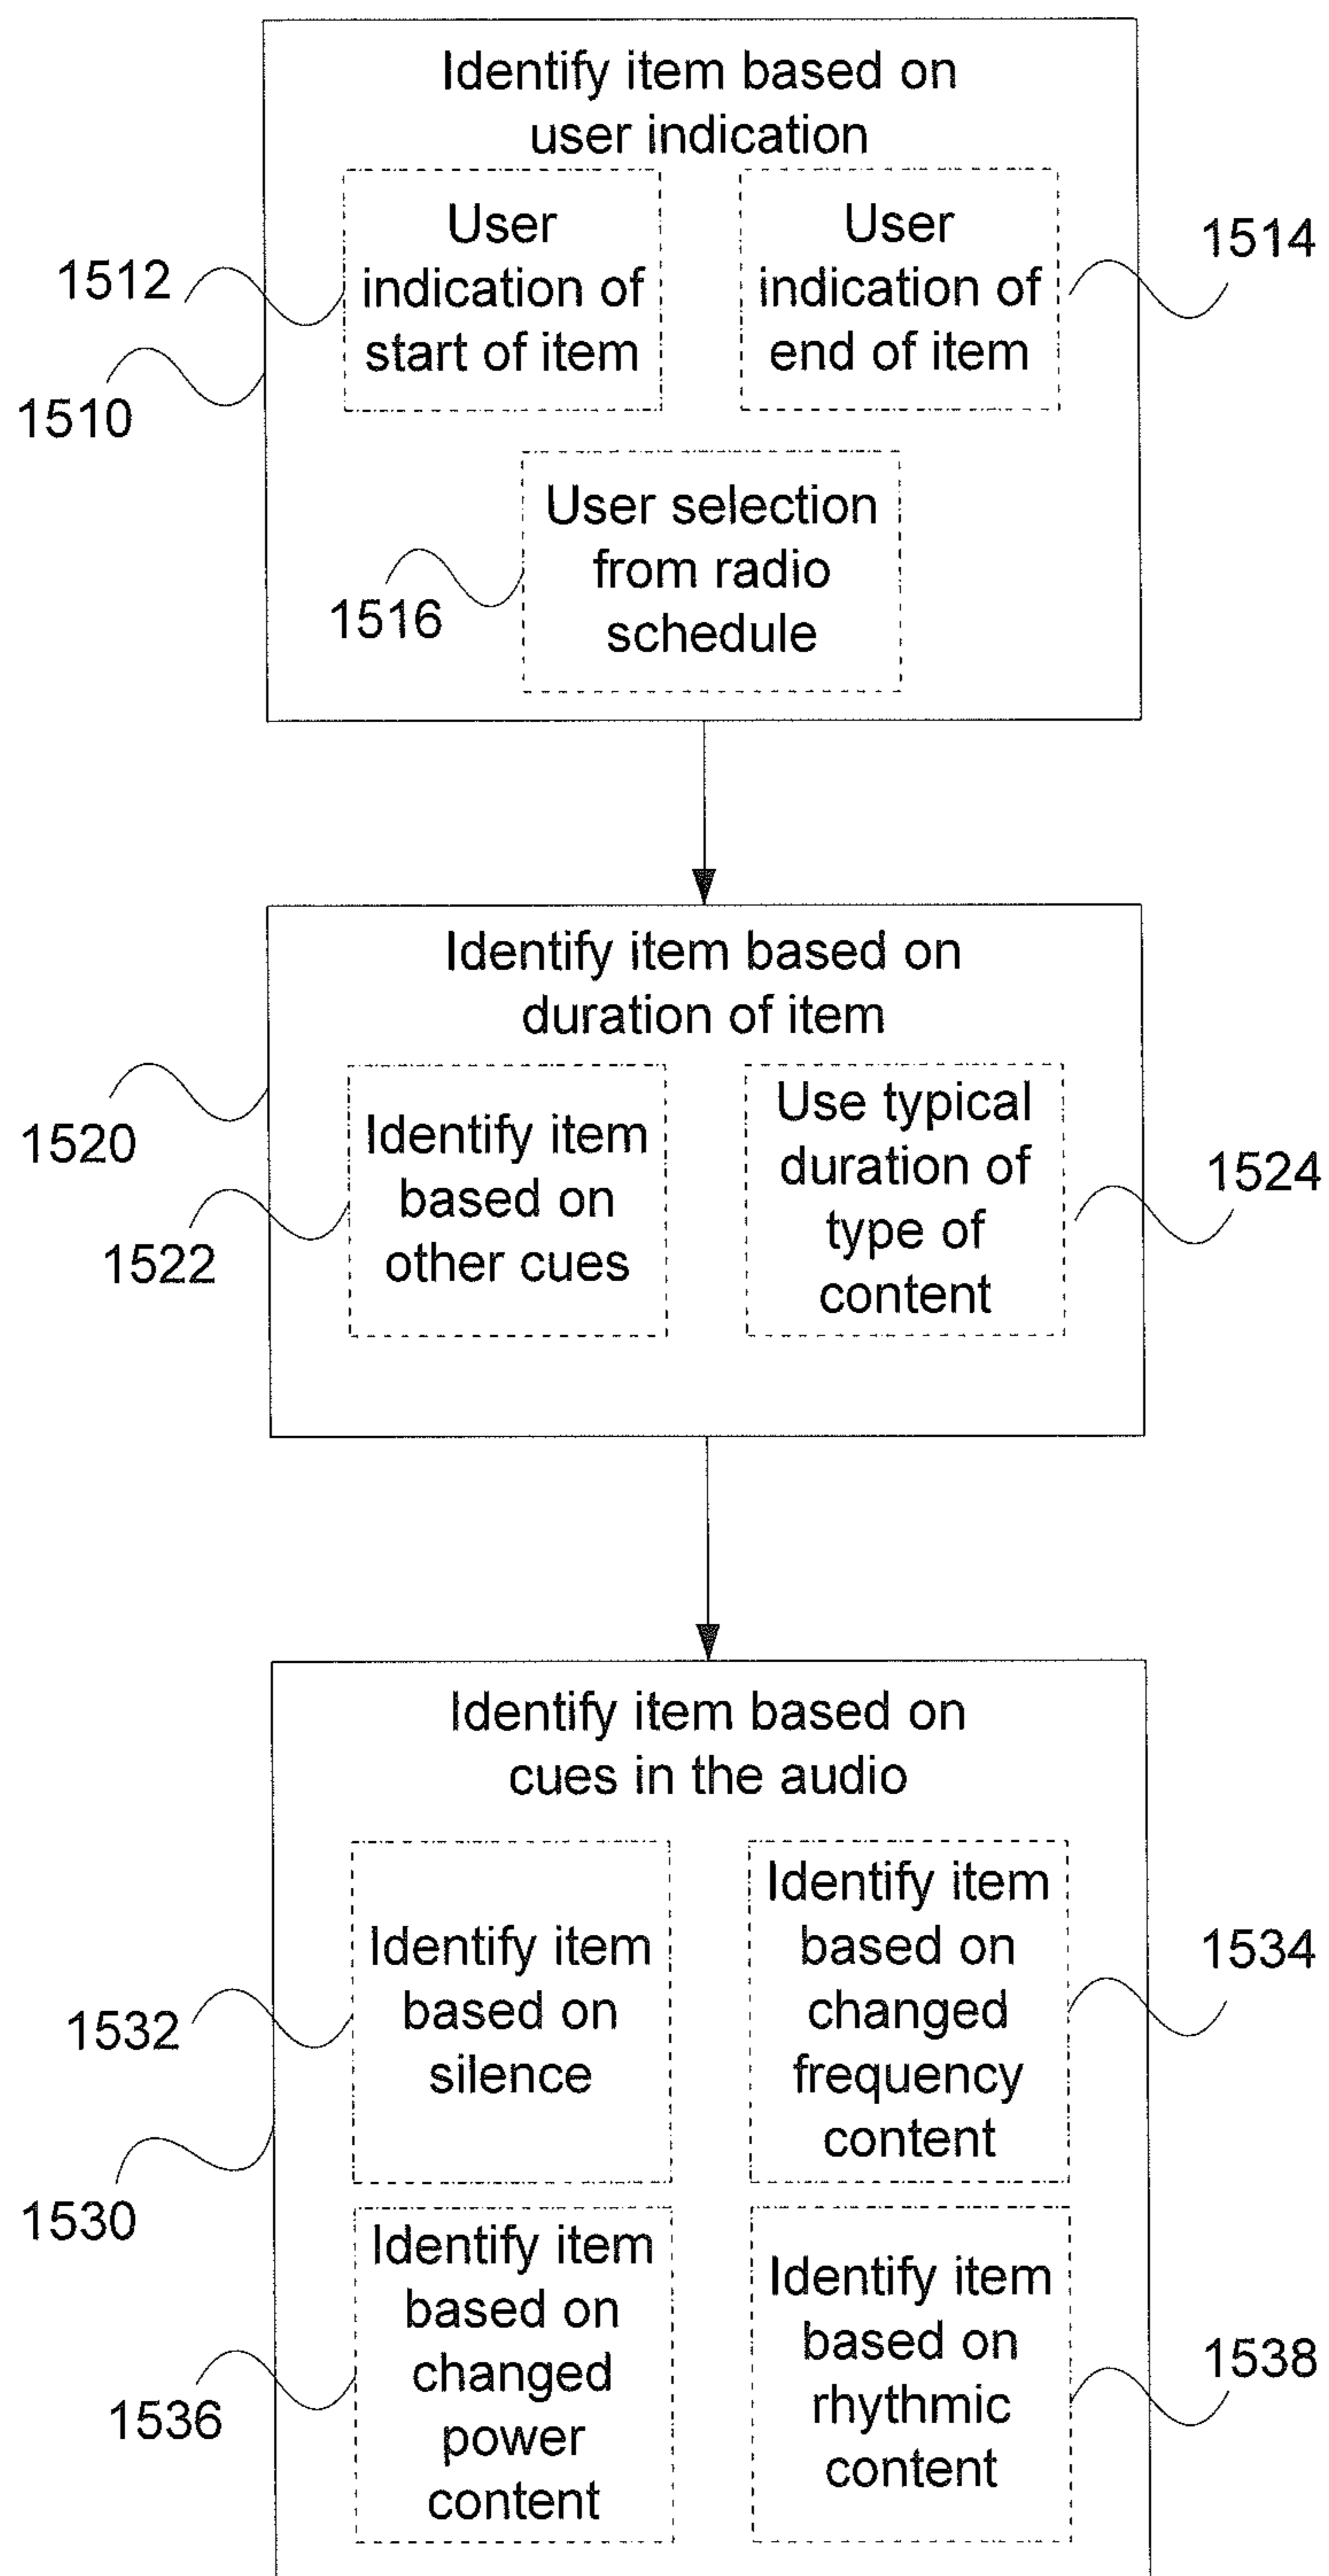 Identify item based on
user indication
User
indication of
start of item
User
indication of
end of item
1512
1514
1510
User selection
from radio
schedule
1516
Identify item based on
duration of item
Identify item
based on
other cues
Use typical
duration of
type of
content
1520
1522
1524
Identify item based on
cues in the audio
Identify item
based on
silence
Identify item
based on
changed
frequency
content
1532
1534
1530
Identify item
based on
changed
power
content
Identify item
based on
rhythmic
content
1536
1538